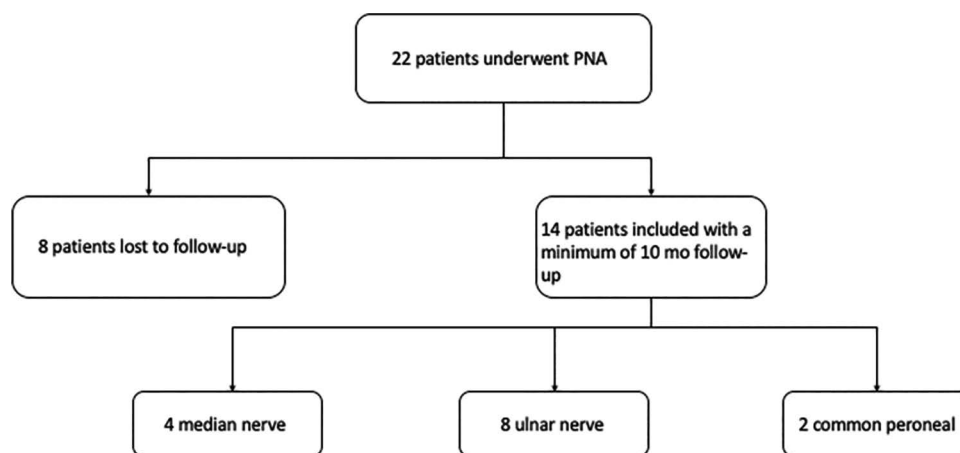 22 patients underwent PNA
8 patients lost to follow-up
14 patients included with a
minimum of 10 mo follow-
up
4 median nerve
8 ulnar nerve
2 common peroneal